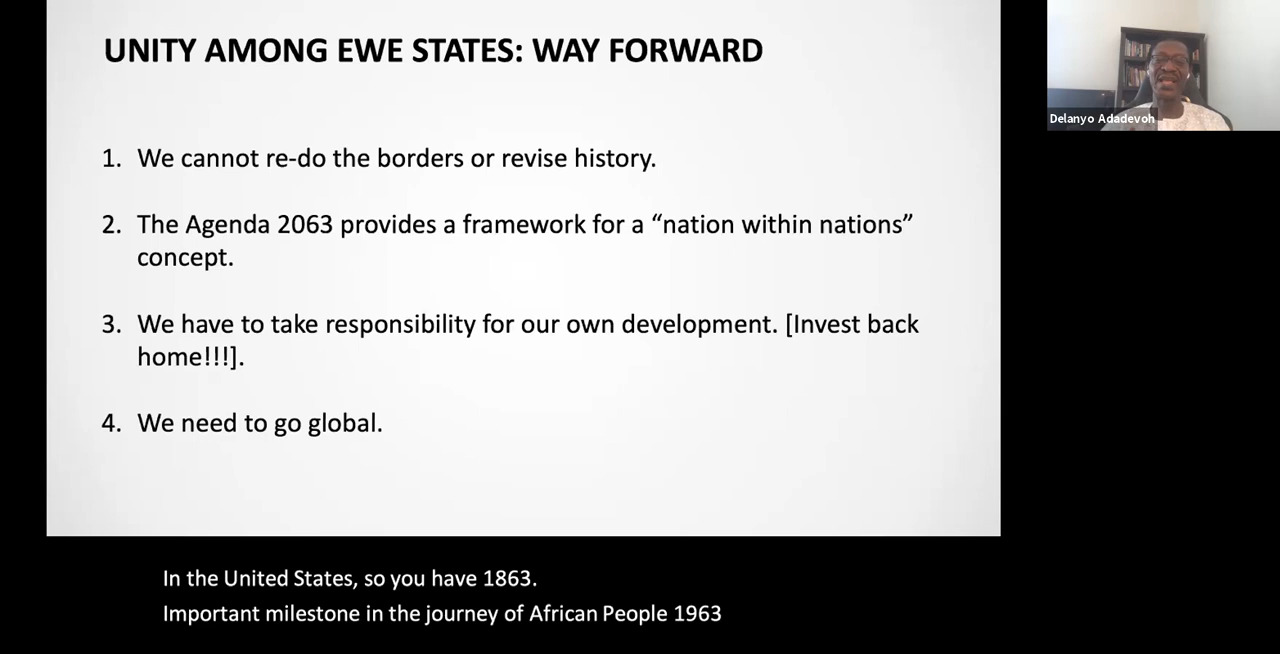 UNITY AMONG EWE STATES: WAY FORWARD
1. We cannot re-do the borders or revise history.
2. The Agenda 2063 provides a framework for a “nation within nations”
concept.
3. We have to take responsibility for our own development. [Invest back
home!!!].
4. We need to go global.
Delanyo Adadevoh
In the United States, so you have 1863.
Important milestone in the journey of African People 1963